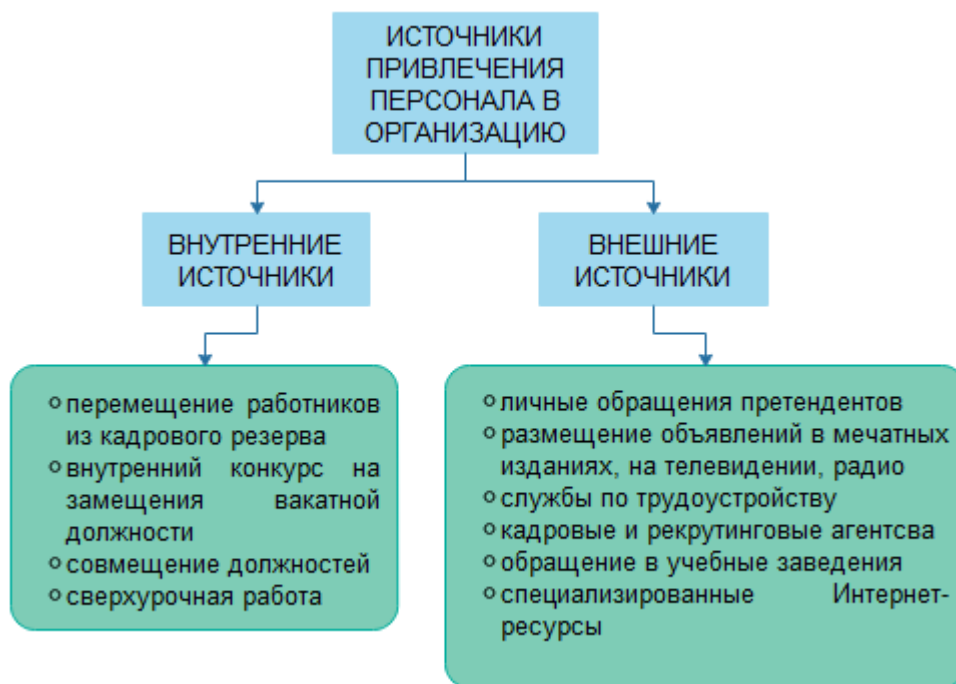 ИСТОЧНИКИ
ПРИВЛЕЧЕНИЯ
ПЕРСОНАЛА В
ОРГАНИЗАЦИЮ
ВНУТРЕННИЕ
ИСТОЧНИКИ
ВНЕШНИЕ
ИСТОЧНИКИ
перемещение работников
из кадрового резерва
внутренний конкурс на
замещения вакатной
должности
совмещение должностей
сверхурочная работа
личные обращения претендентов
размещение объявлений в мечатных
изданиях, на телевидении, радио
службы по трудоустройству
кадровые и рекрутинговые агентсва
обращение в учебные заведения
специализированные Интернет-
ресурсы